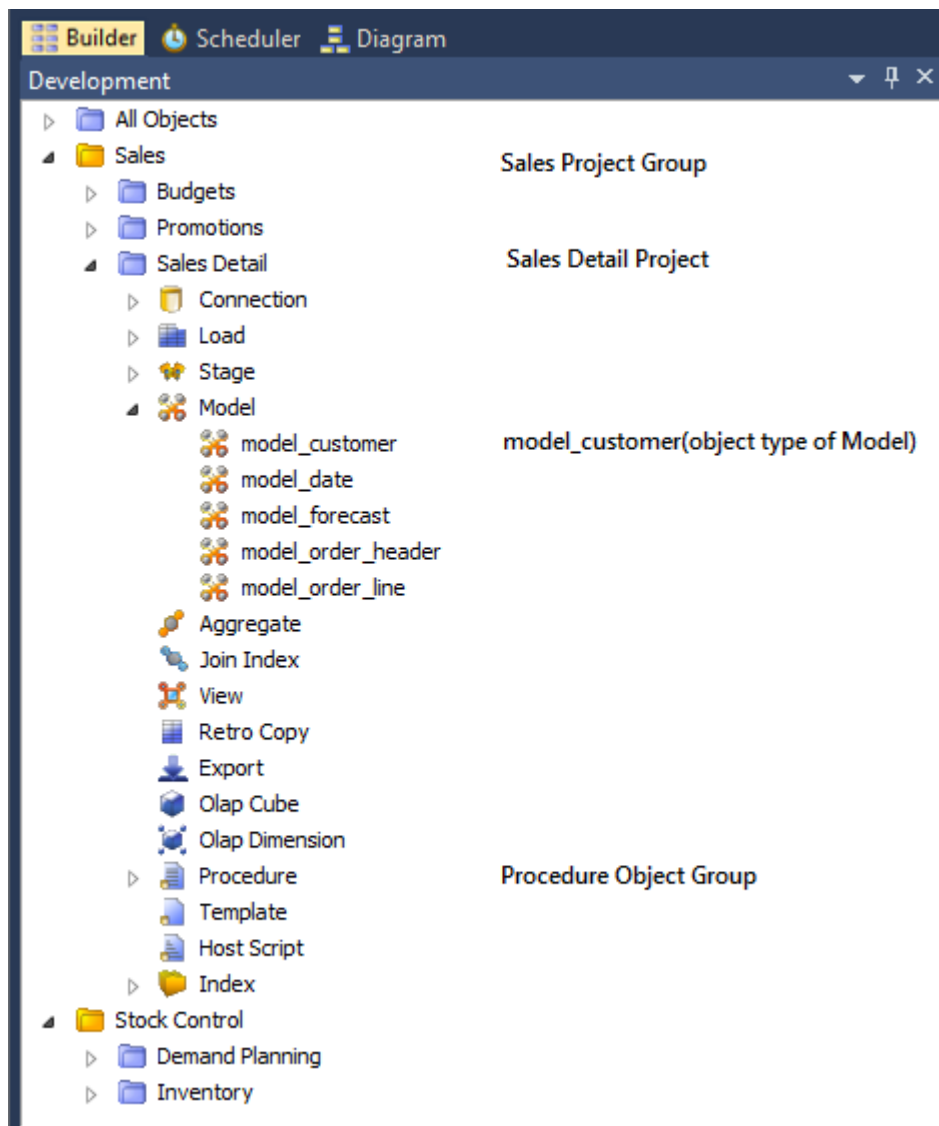 Builder Scheduler Diagram
Development
All Objects
Sales Sales Project Group
Budgets
Promotions
Sales Detail Sales Detail Project
Connection
Load
Stage
Model
model_customer model_customer(object type of Model)
model_date
model_forecast
model_order_header
model_order_line
Aggregate
Join Index
View
Retro Copy
Export
Olap Cube
Olap Dimension
Procedure Procedure Object Group
Template
Host Script
Index
Stock Control
Demand Planning
Inventory